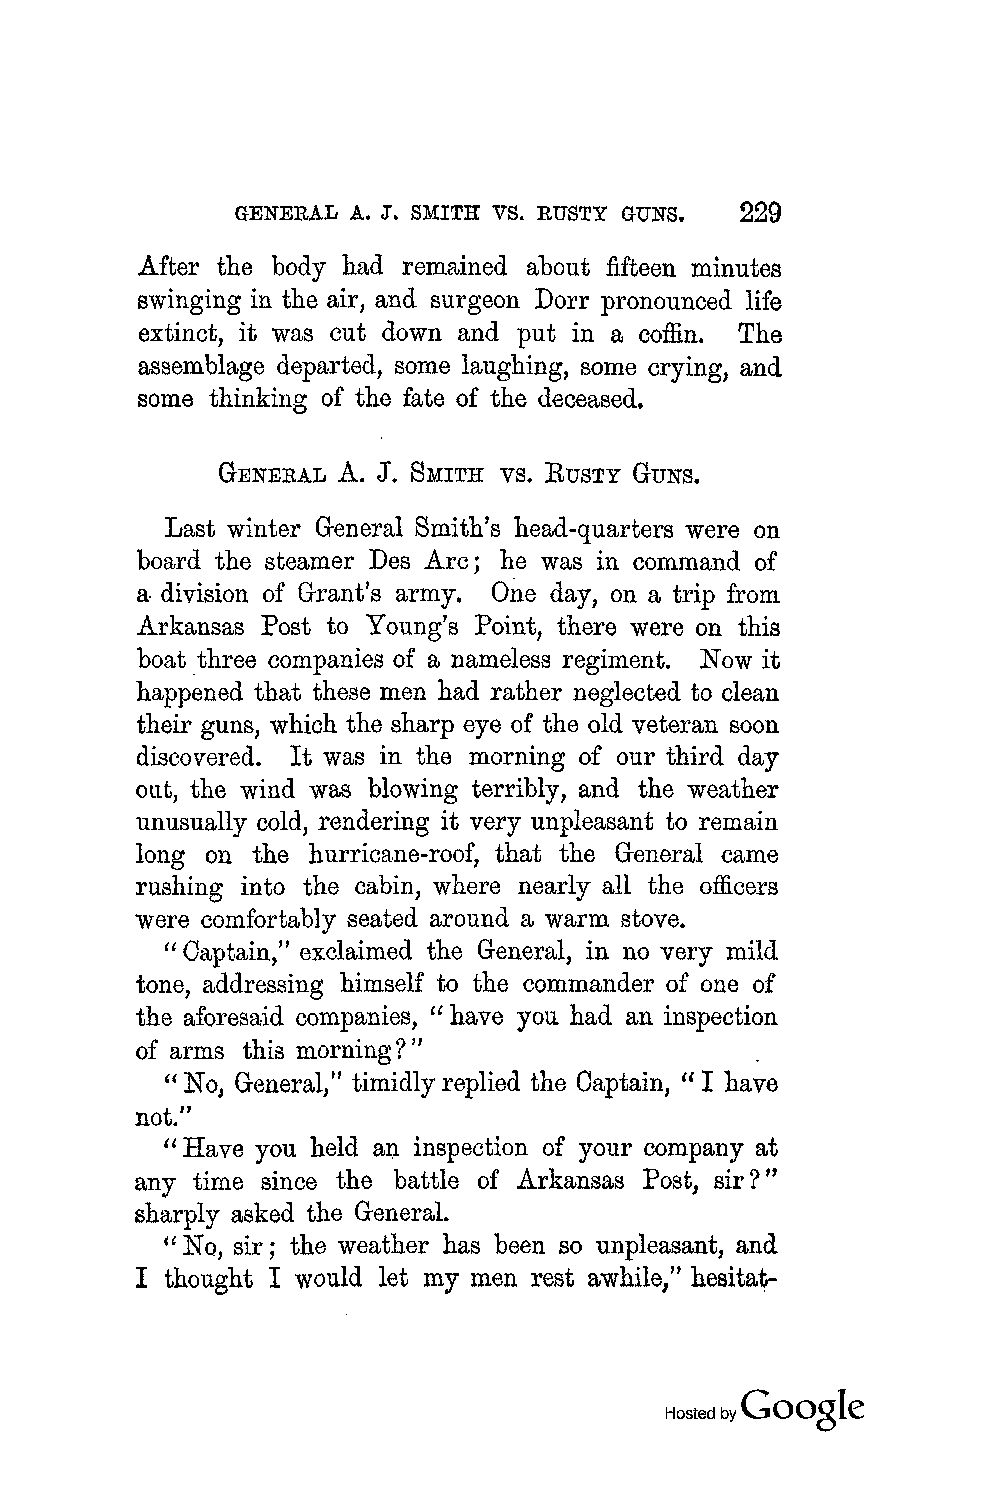 GENERAL A. J. SMITH VS. RUSTY GUNS. 229
After the body had remained about fifteen minutes
swinging in the air, and surgeon Dorr pronounced life
extinct, it was cut down and put in a coffin. The
assemblage departed, some laughing, some crying, and
some thinking of the fate of the deceased.
GENERAL A. J. SMITH VS. RUSTY GUNS.
Last winter General Smith's head-quarters were on
board the steamer Des Arc; he was in command of
a division of Grant's army. One day, on a trip from
Arkansas Post to Young's Point, there were on this
boat three companies of a nameless regiment. Now it
happened that these men had rather neglected to clean
their guns, which the sharp eye of the old veteran soon
discovered. It was in the morning of our third day
out, the wind was blowing terribly, and the weather
unusually cold, rendering it very unpleasant to remain
long on the hurricane-roof, that the General came
rushing into the cabin, where nearly all the officers
were comfortably seated around a warm stove.
"Captain," exclaimed the General, in no very mild
tone, addressing himself to the commander of one of
the aforesaid companies, "have you had an inspection
of arms this morning?"
"No, General," timidly replied the Captain, "I have
not."
"Have you held an inspection of your company at
any time since the battle of Arkansas Post, sir?"
sharply asked the General.
"No, sir; the weather has been so unpleasant, and
I thought I would let my men rest awhile," hesitat-
Hosted by Google